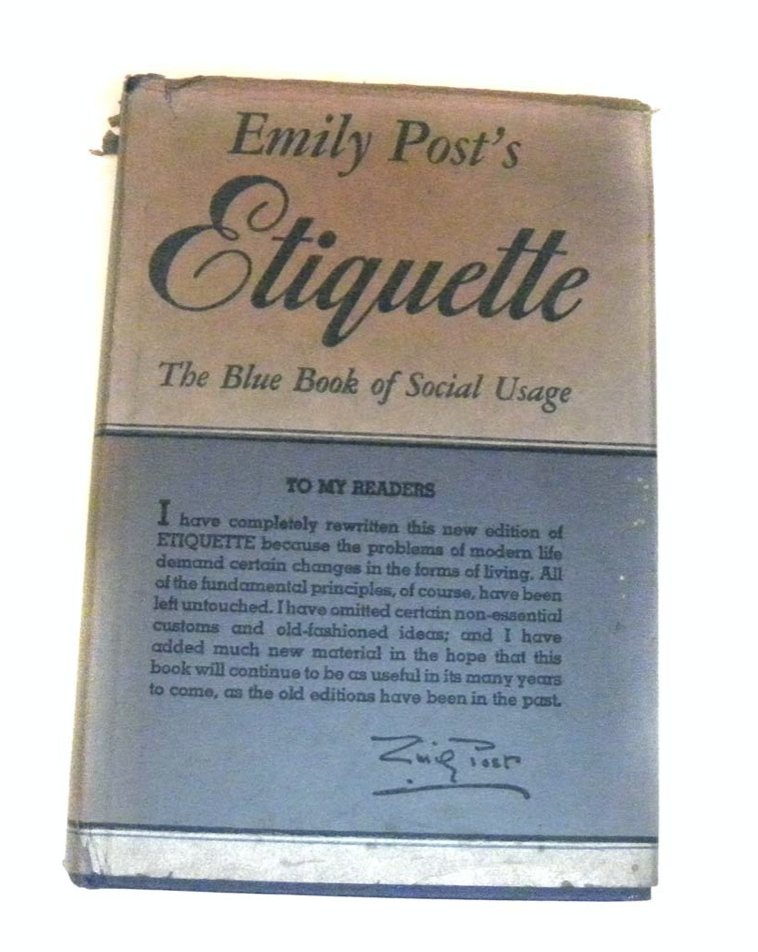 Emily Post's
Etiquette
The Blue Book of Social Usage
TO MY READERS
I have completely rewritten this new edition of
ETIQUETTE because the problems of modern life
demand certain changes in the forms of living. All
of the fundamental principles, of course, have been
left untouched. I have omitted certain non-essential
customs and old-fashioned ideas; and I have
added much new material in the hope that this
book will continue to be as useful in its many years
to come, as the old editions have been in the past.
Emily Post